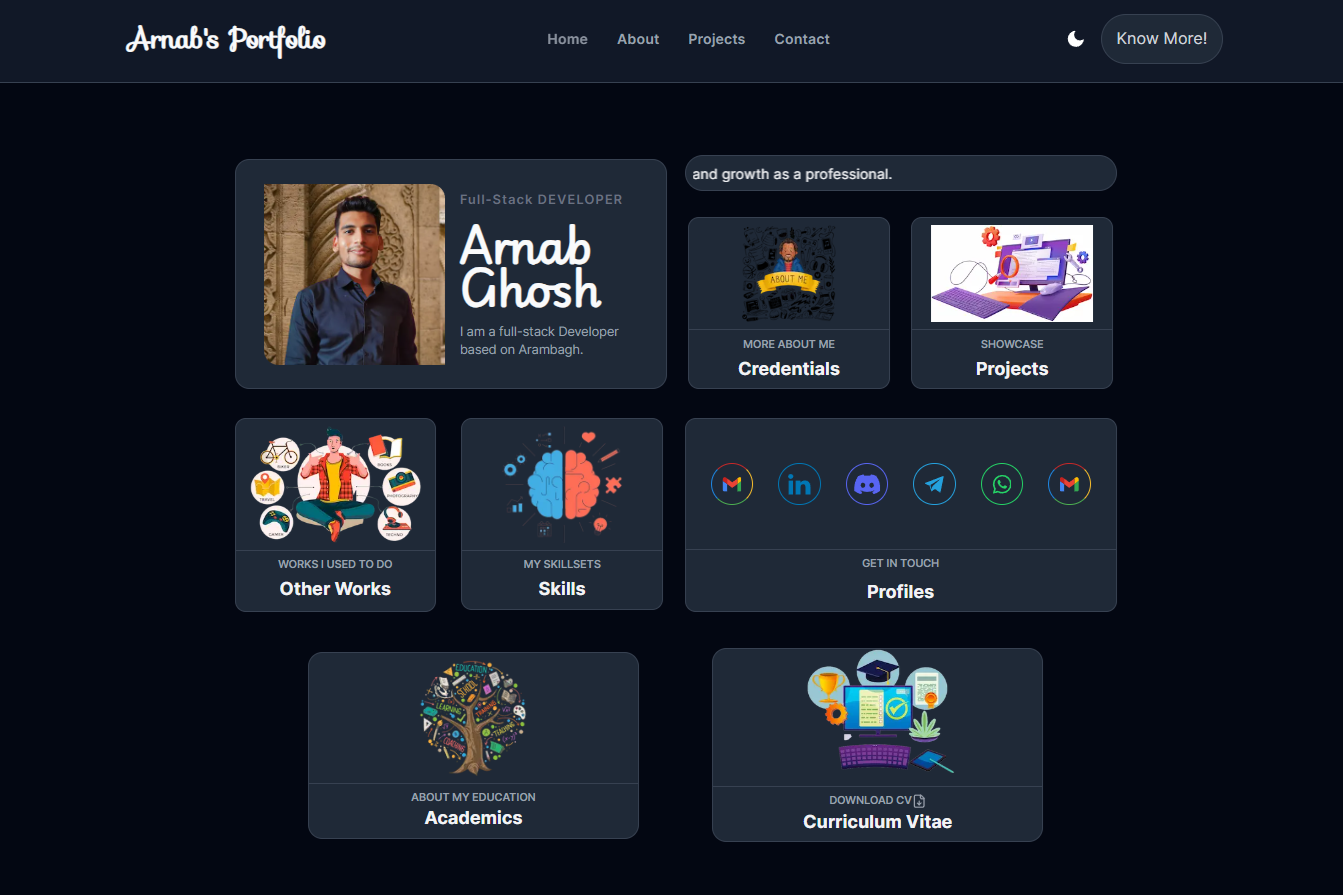 Arnab's Portfolio
Home
About
Projects
Contact
Know More!
Full-Stack DEVELOPER
Arnab
Ghosh
I am a full-stack Developer
based on Arambagh.
and growth as a professional.
ABOUT ME
MORE ABOUT ME
Credentials
SHOWCASE
Projects
BIKES
BOOKS
TRAVEL
PHOTOGRAPHY
GAMER
TECHNO
WORKS I USED TO DO
Other Works
MY SKILLSETS
Skills
GET IN TOUCH
Profiles
EDUCATION
SCHOOL
LEARNING
TRAINING
TEACHING
COACHING
ABOUT MY EDUCATION
Academics
DOWNLOAD CV
Curriculum Vitae